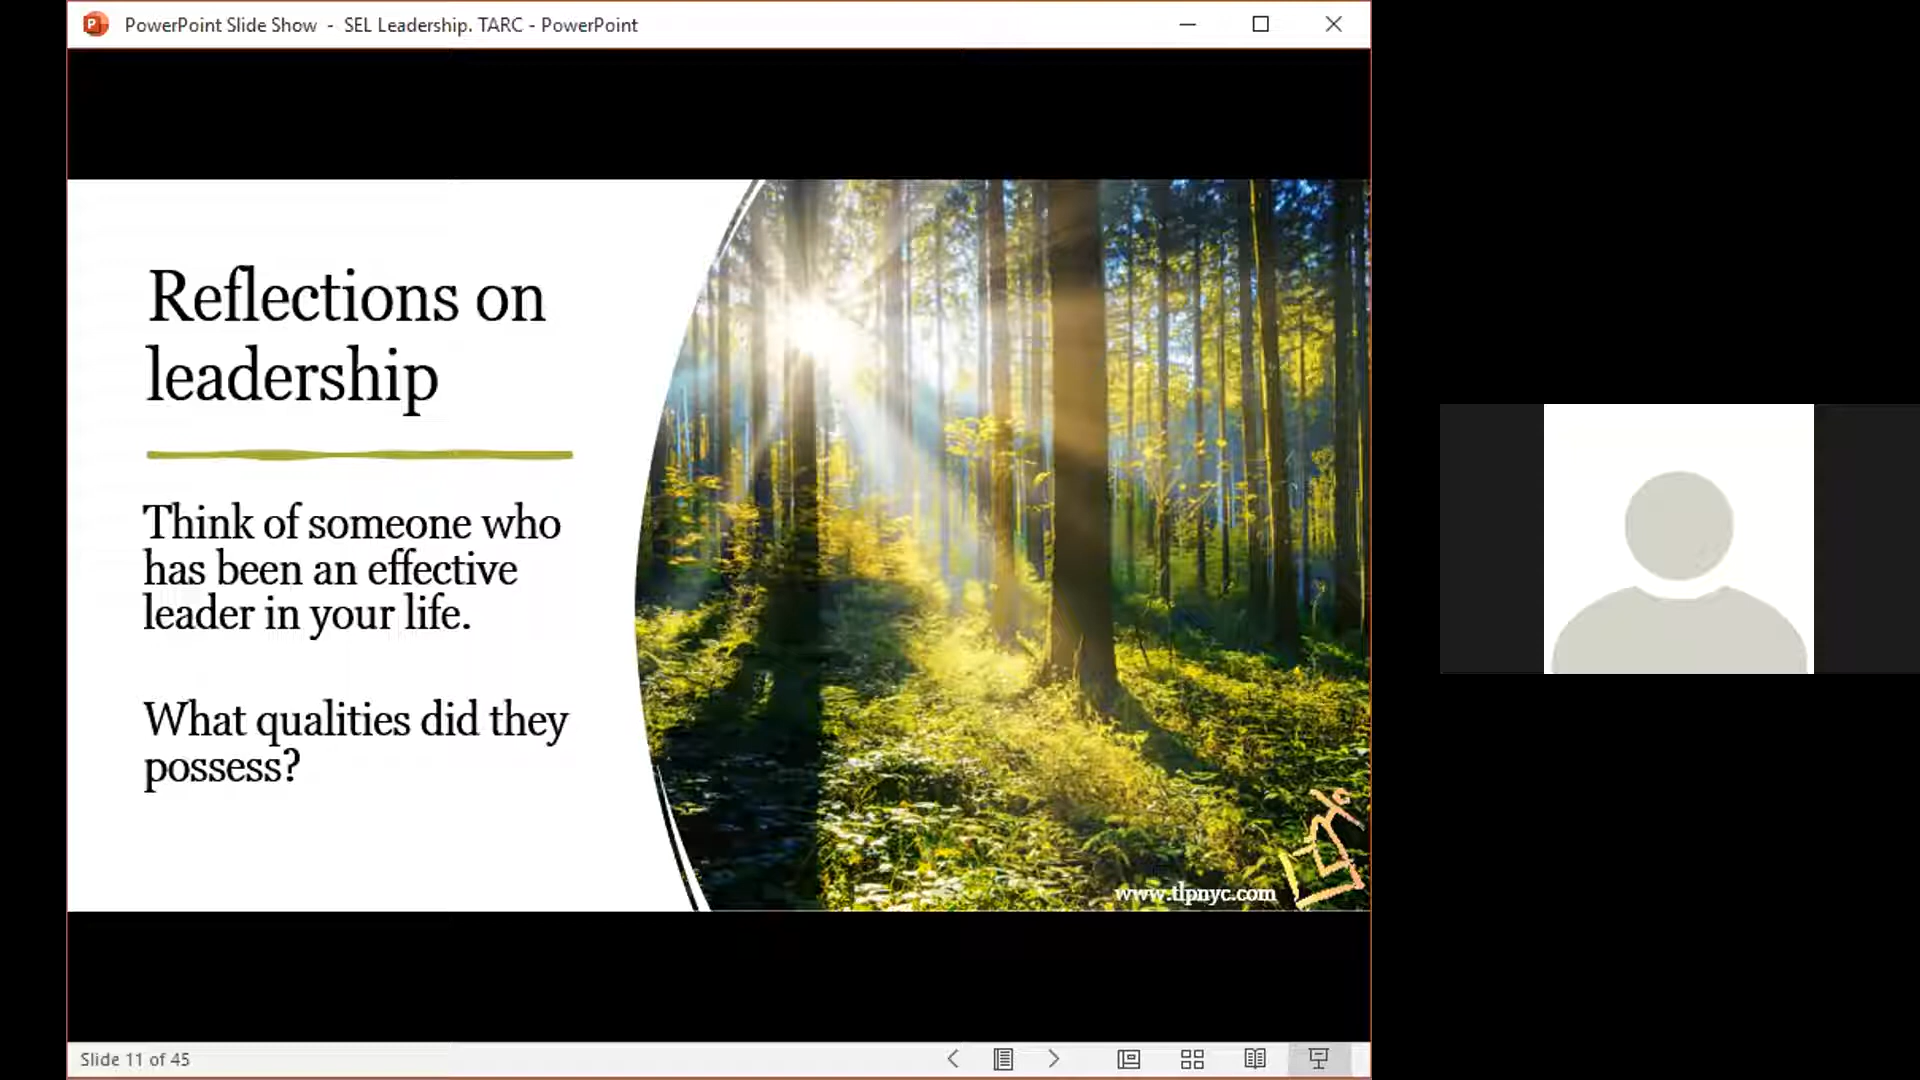 PowerPoint Slide Show - SEL Leadership. TARC - PowerPoint
Reflections on
leadership
Think of someone who
has been an effective
leader in your life.
What qualities did they
possess?
www.tlpnyc.com
Slide 11 of 45